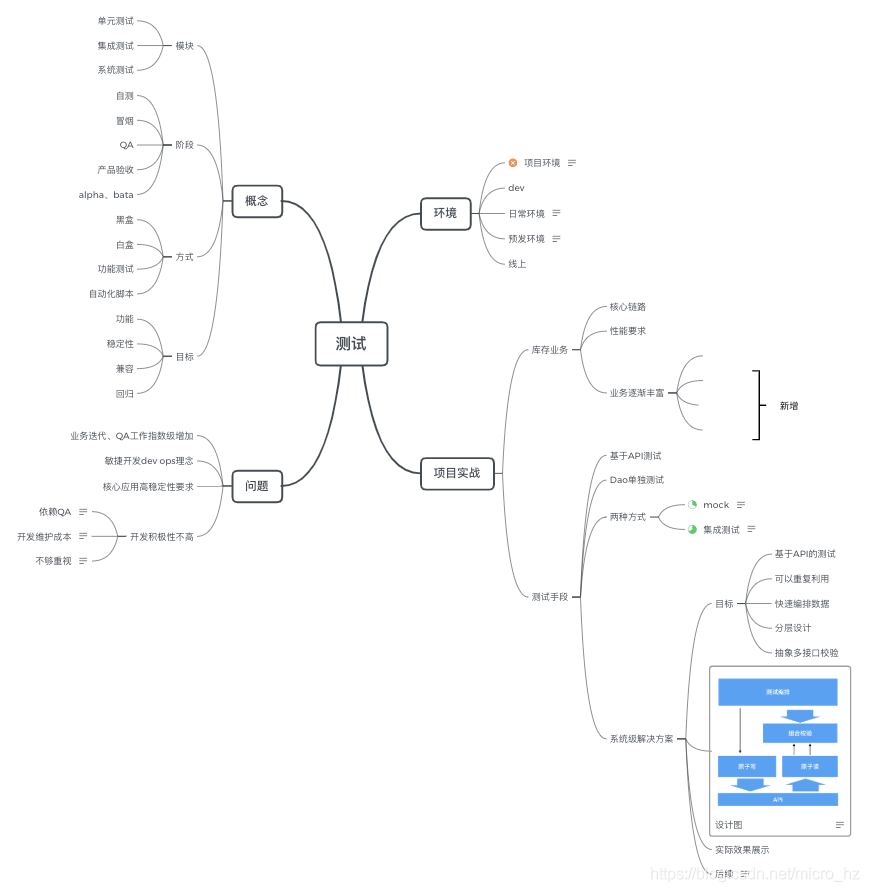 测试
概念
模块
单元测试
集成测试
系统测试
阶段
自测
冒烟
QA
产品验收
alpha、bata
方式
黑盒
白盒
功能测试
自动化脚本
目标
功能
稳定性
兼容
回归
问题
业务迭代、QA工作指数级增加
敏捷开发dev ops理念
核心应用高稳定性要求
开发积极性不高
依赖QA
开发维护成本
不够重视
环境
项目环境
dev
日常环境
预发环境
线上
项目实战
库存业务
核心链路
性能要求
业务逐渐丰富
新增
测试手段
基于API测试
Dao单独测试
两种方式
mock
集成测试
系统级解决方案
目标
基于API的测试
可以重复利用
快速编排数据
分层设计
抽象多接口校验
测试编排
组合校验
原子写
原子读
API
设计图
实际效果展示
后续
https://blog.csdn.net/micro_hz